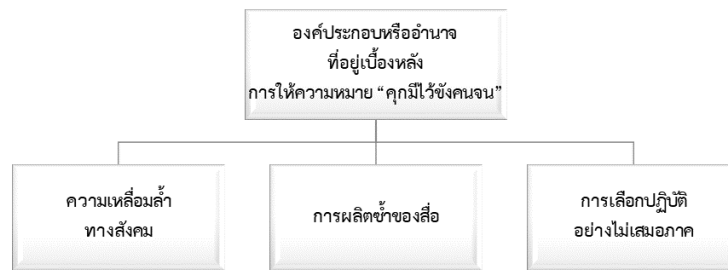 องค์ประกอบหรืออำนาจ
ที่อยู่เบื้องหลัง
การให้ความหมาย “คุกมีไว้ขังคนจน”
ความเหลื่อมล้ำ
ทางสังคม
การผลิตซ้ำของสื่อ
การเลือกปฏิบัติ
อย่างไม่เสมอภาค